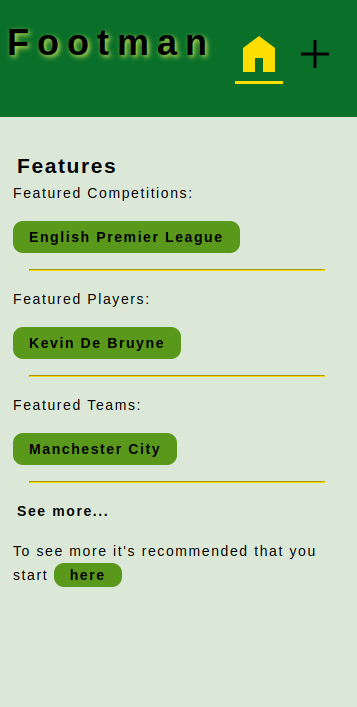 Footman
Features
Featured Competitions:
English Premier League
Featured Players:
Kevin De Bruyne
Featured Teams:
Manchester City
See more...
To see more it's recommended that you
start here